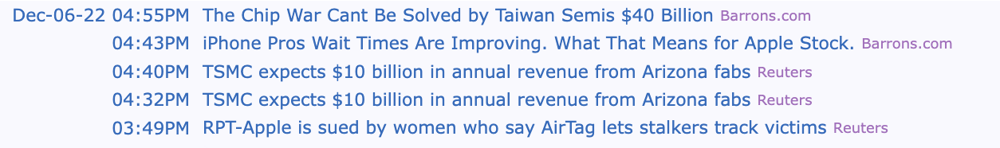 Dec-06-22 04:55PM The Chip War Cant Be Solved by Taiwan Semis $40 Billion Barrons.com
04:43PM iPhone Pros Wait Times Are Improving. What That Means for Apple Stock. Barrons.com
04:40PM TSMC expects $10 billion in annual revenue from Arizona fabs Reuters
04:32PM TSMC expects $10 billion in annual revenue from Arizona fabs Reuters
03:49PM RPT-Apple is sued by women who say AirTag lets stalkers track victims Reuters